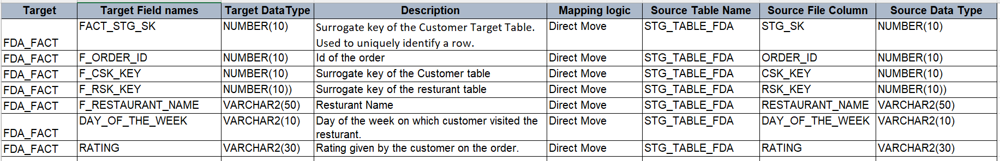 Target Target Field names Target DataType Description Mapping logic Source Table Name Source File Column Source Data Type
FDA_FACT FACT_STG_SK NUMBER(10) Surrogate key of the Customer Target Table. Direct Move STG_TABLE_FDA STG_SK NUMBER(10)
Used to uniquely identify a row.
FDA_FACT F_ORDER_ID NUMBER(10) Id of the order Direct Move STG_TABLE_FDA ORDER_ID NUMBER(10)
FDA_FACT F_CSK_KEY NUMBER(10) Surrogate key of the Customer table Direct Move STG_TABLE_FDA CSK_KEY NUMBER(10)
FDA_FACT F_RSK_KEY NUMBER(10)) Surrogate key of the resturant table Direct Move STG_TABLE_FDA RSK_KEY NUMBER(10))
FDA_FACT F_RESTAURANT_NAME VARCHAR2(50) Resturant Name Direct Move STG_TABLE_FDA RESTAURANT_NAME VARCHAR2(50)
FDA_FACT DAY_OF_THE_WEEK VARCHAR2(10) Day of the week on which customer visited the Direct Move STG_TABLE_FDA DAY_OF_THE_WEEK VARCHAR2(10)
resturant.
FDA_FACT RATING VARCHAR2(30) Rating given by the customer on the order. Direct Move STG_TABLE_FDA RATING VARCHAR2(30)